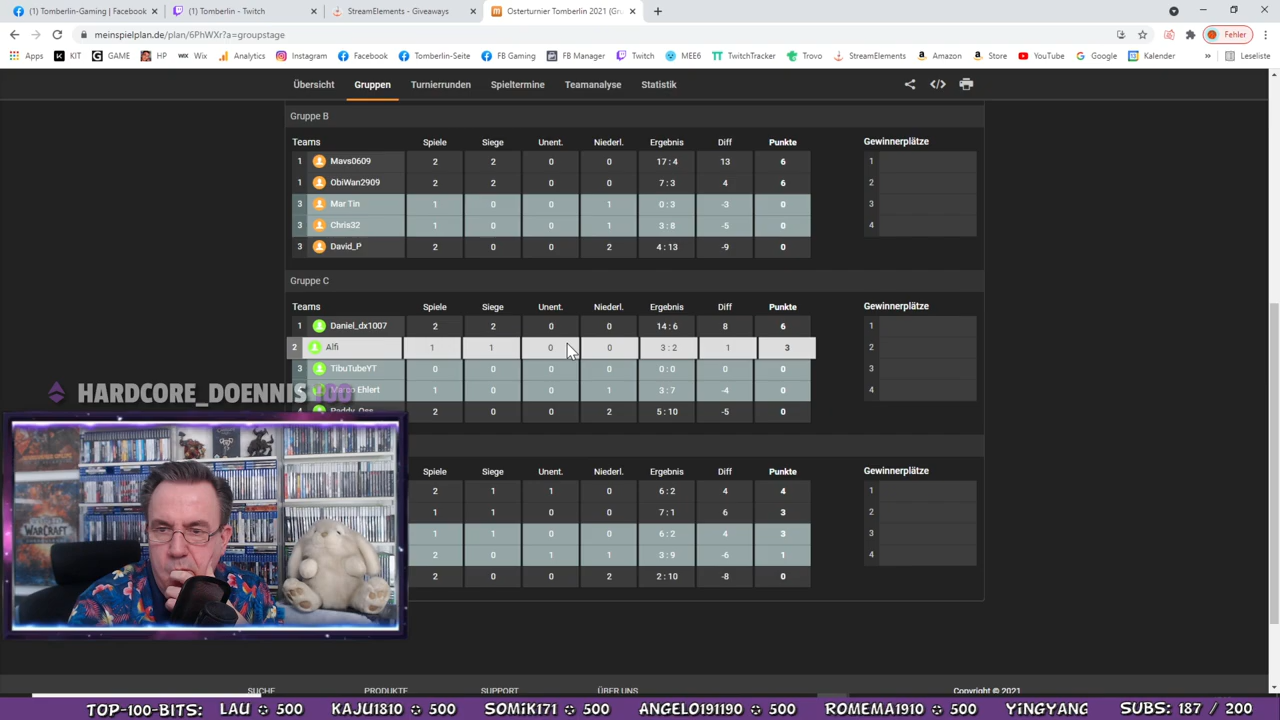 (1) Tomberlin-Gaming | Facebook
(1) Tomberlin - Twitch
StreamElements - Giveaways
Osterturnier Tomberlin 2021 (Gru
meinspielplan.de/plan/6PhWXr?a=groupstage
Fehler
Apps KIT GAME HP Wix Analytics Instagram Facebook Tomberlin-Seite FB Gaming FB Manager Twitch MEE6 TwitchTracker Trovo StreamElements Amazon Store YouTube Google Kalender » Leseliste
Übersicht Gruppen Turnierrunden Spieltermine Teamanalyse Statistik
Gruppe B
Teams Spiele Siege Unent. Niederl. Ergebnis Diff Punkte Gewinnerplätze
1 Mavs0609 2 2 0 0 17 : 4 13 6 1
1 ObiWan2909 2 2 0 0 7 : 3 4 6 2
3 Mar Tin 1 0 0 1 0 : 3 -3 0 3
3 Chris32 1 0 0 1 3 : 8 -5 0 4
3 David_P 2 0 0 2 4 : 13 -9 0
Gruppe C
Teams Spiele Siege Unent. Niederl. Ergebnis Diff Punkte Gewinnerplätze
1 Daniel_dx1007 2 2 0 0 14 : 6 8 6 1
2 Alfi 1 1 0 0 3 : 2 1 3 2
3 TibuTubeYT 0 0 0 0 0 : 0 0 0 3
Ehlert 1 0 0 1 3 : 7 -4 0 4
4 Paddy_Oss 2 0 0 2 5 : 10 -5 0
HARDCORE_DOENNIS 100
Spiele Siege Unent. Niederl. Ergebnis Diff Punkte Gewinnerplätze
2 1 1 0 6 : 2 4 4 1
1 1 0 0 7 : 1 6 3 2
1 1 0 0 6 : 2 4 3 3
2 0 1 1 3 : 9 -6 1 4
2 0 0 2 2 : 10 -8 0
WARCRAFT
SUCHE PRODUKTE SUPPORT ÜBER UNS Copyright © 2021
TOP-100-BITS: LAU 500 KAJU1810 500 SOMIK171 500 ANGELO191190 500 ROMEMA1910 500 YINGYANG SUBS: 187 / 200